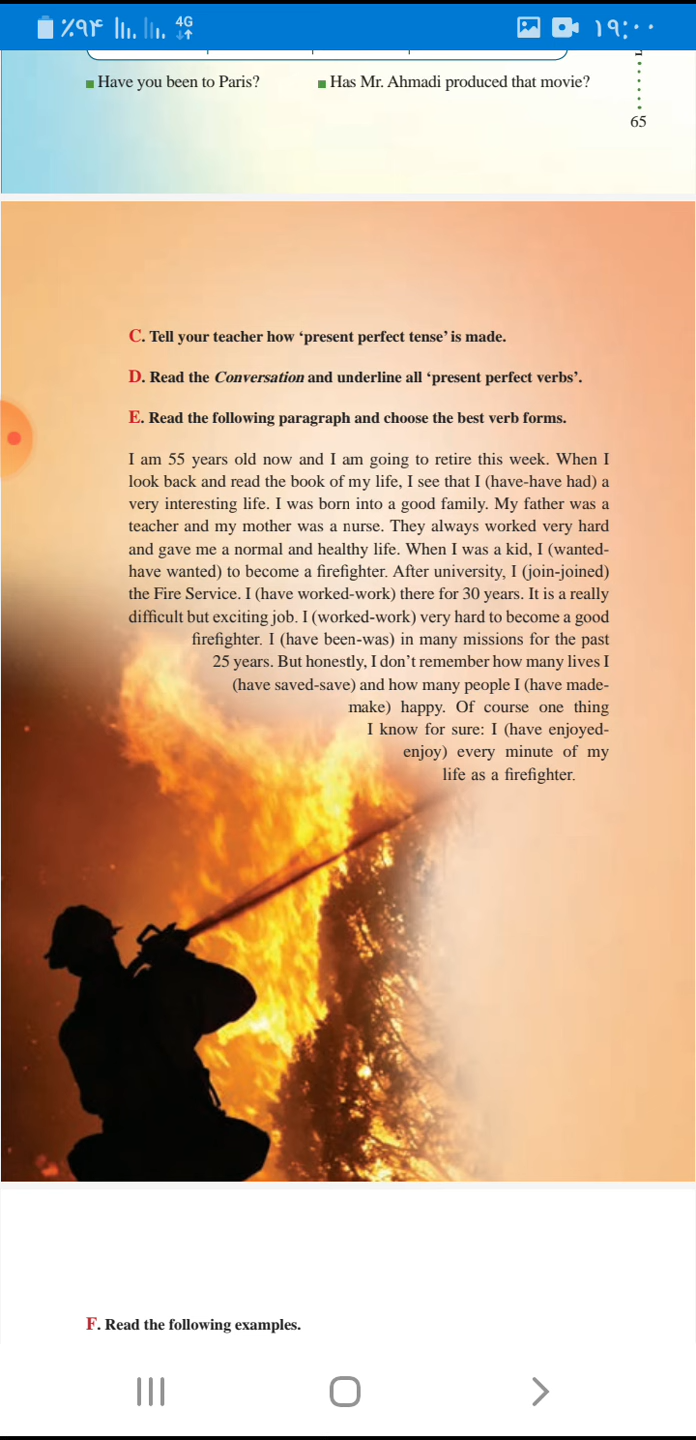 ٪۹۴ 4G ۱۹:۰۰
Have you been to Paris? Has Mr. Ahmadi produced that movie?
65
C. Tell your teacher how ‘present perfect tense’ is made.
D. Read the Conversation and underline all ‘present perfect verbs’.
E. Read the following paragraph and choose the best verb forms.
I am 55 years old now and I am going to retire this week. When I
look back and read the book of my life, I see that I (have-have had) a
very interesting life. I was born into a good family. My father was a
teacher and my mother was a nurse. They always worked very hard
and gave me a normal and healthy life. When I was a kid, I (wanted-
have wanted) to become a firefighter. After university, I (join-joined)
the Fire Service. I (have worked-work) there for 30 years. It is a really
difficult but exciting job. I (worked-work) very hard to become a good
firefighter. I (have been-was) in many missions for the past
25 years. But honestly, I don’t remember how many lives I
(have saved-save) and how many people I (have made-
make) happy. Of course one thing
I know for sure: I (have enjoyed-
enjoy) every minute of my
life as a firefighter.
F. Read the following examples.